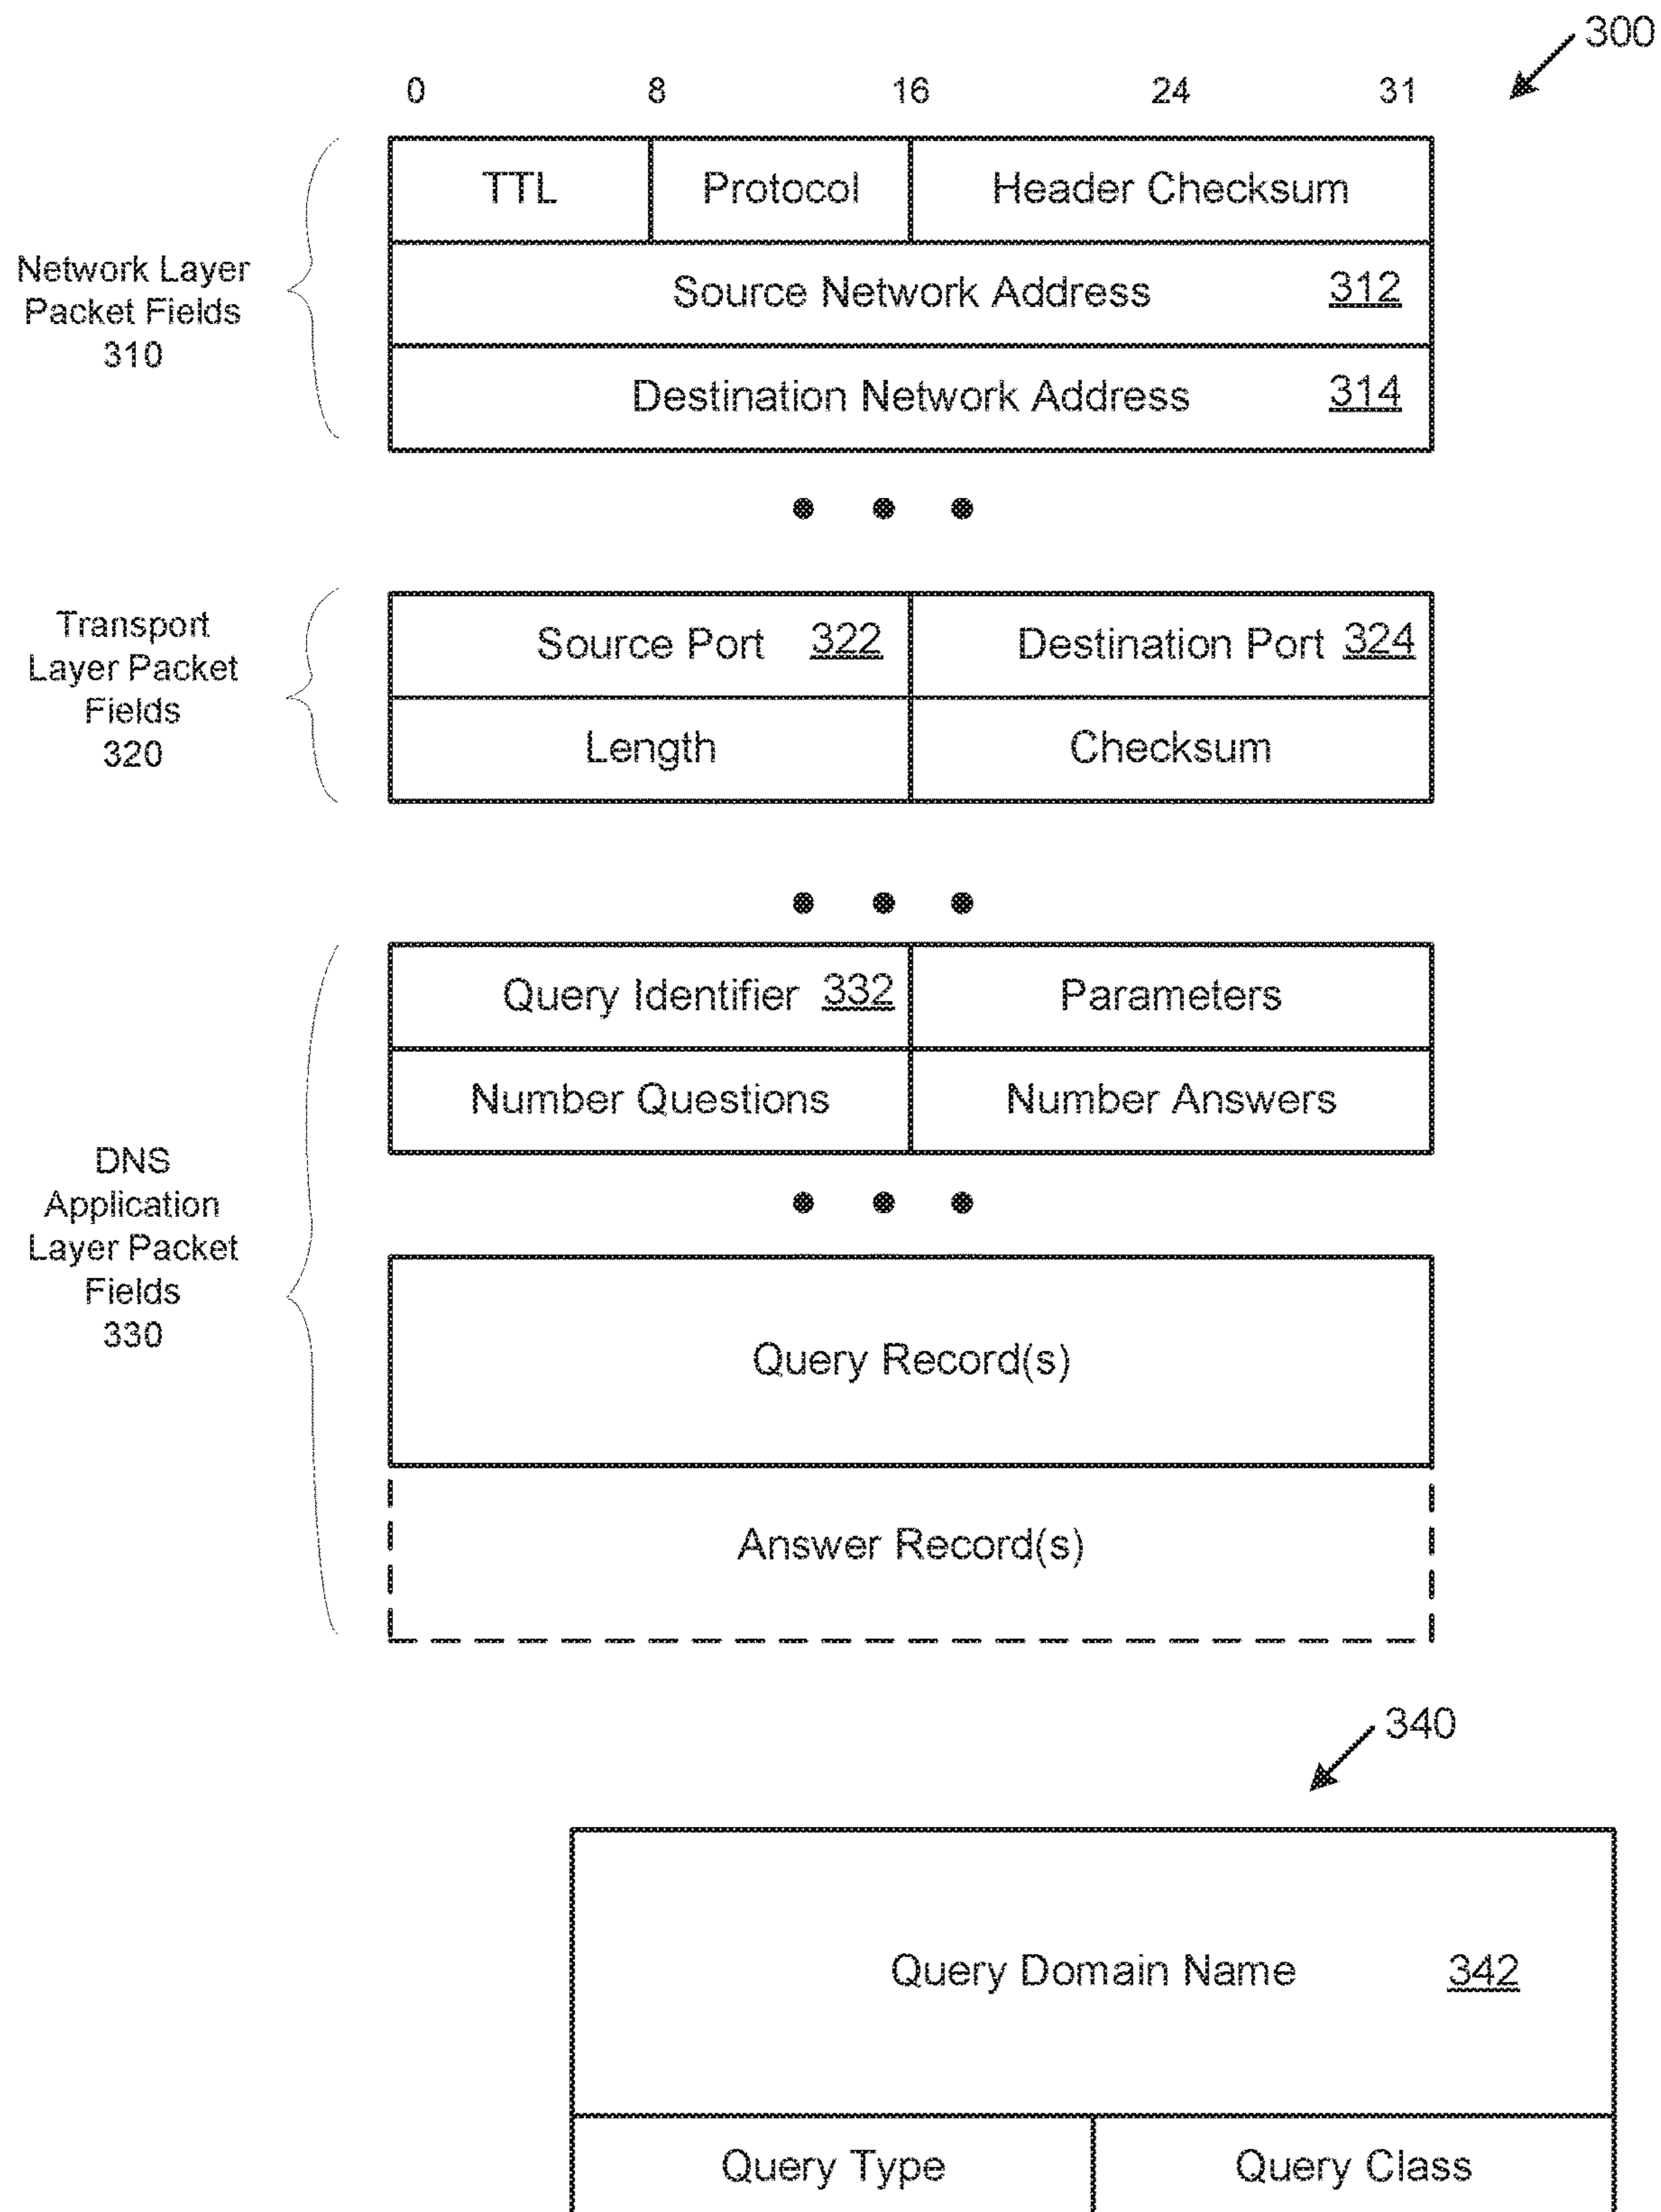 300
0 8 16 24 31
TTL Protocol Header Checksum
Network Layer
Packet Fields
310
Source Network Address 312
Destination Network Address 314
Transport
Layer Packet
Fields
320
Source Port 322 Destination Port 324
Length Checksum
DNS
Application
Layer Packet
Fields
330
Query Identifier 332 Parameters
Number Questions Number Answers
Query Record(s)
Answer Record(s)
340
Query Domain Name 342
Query Type Query Class